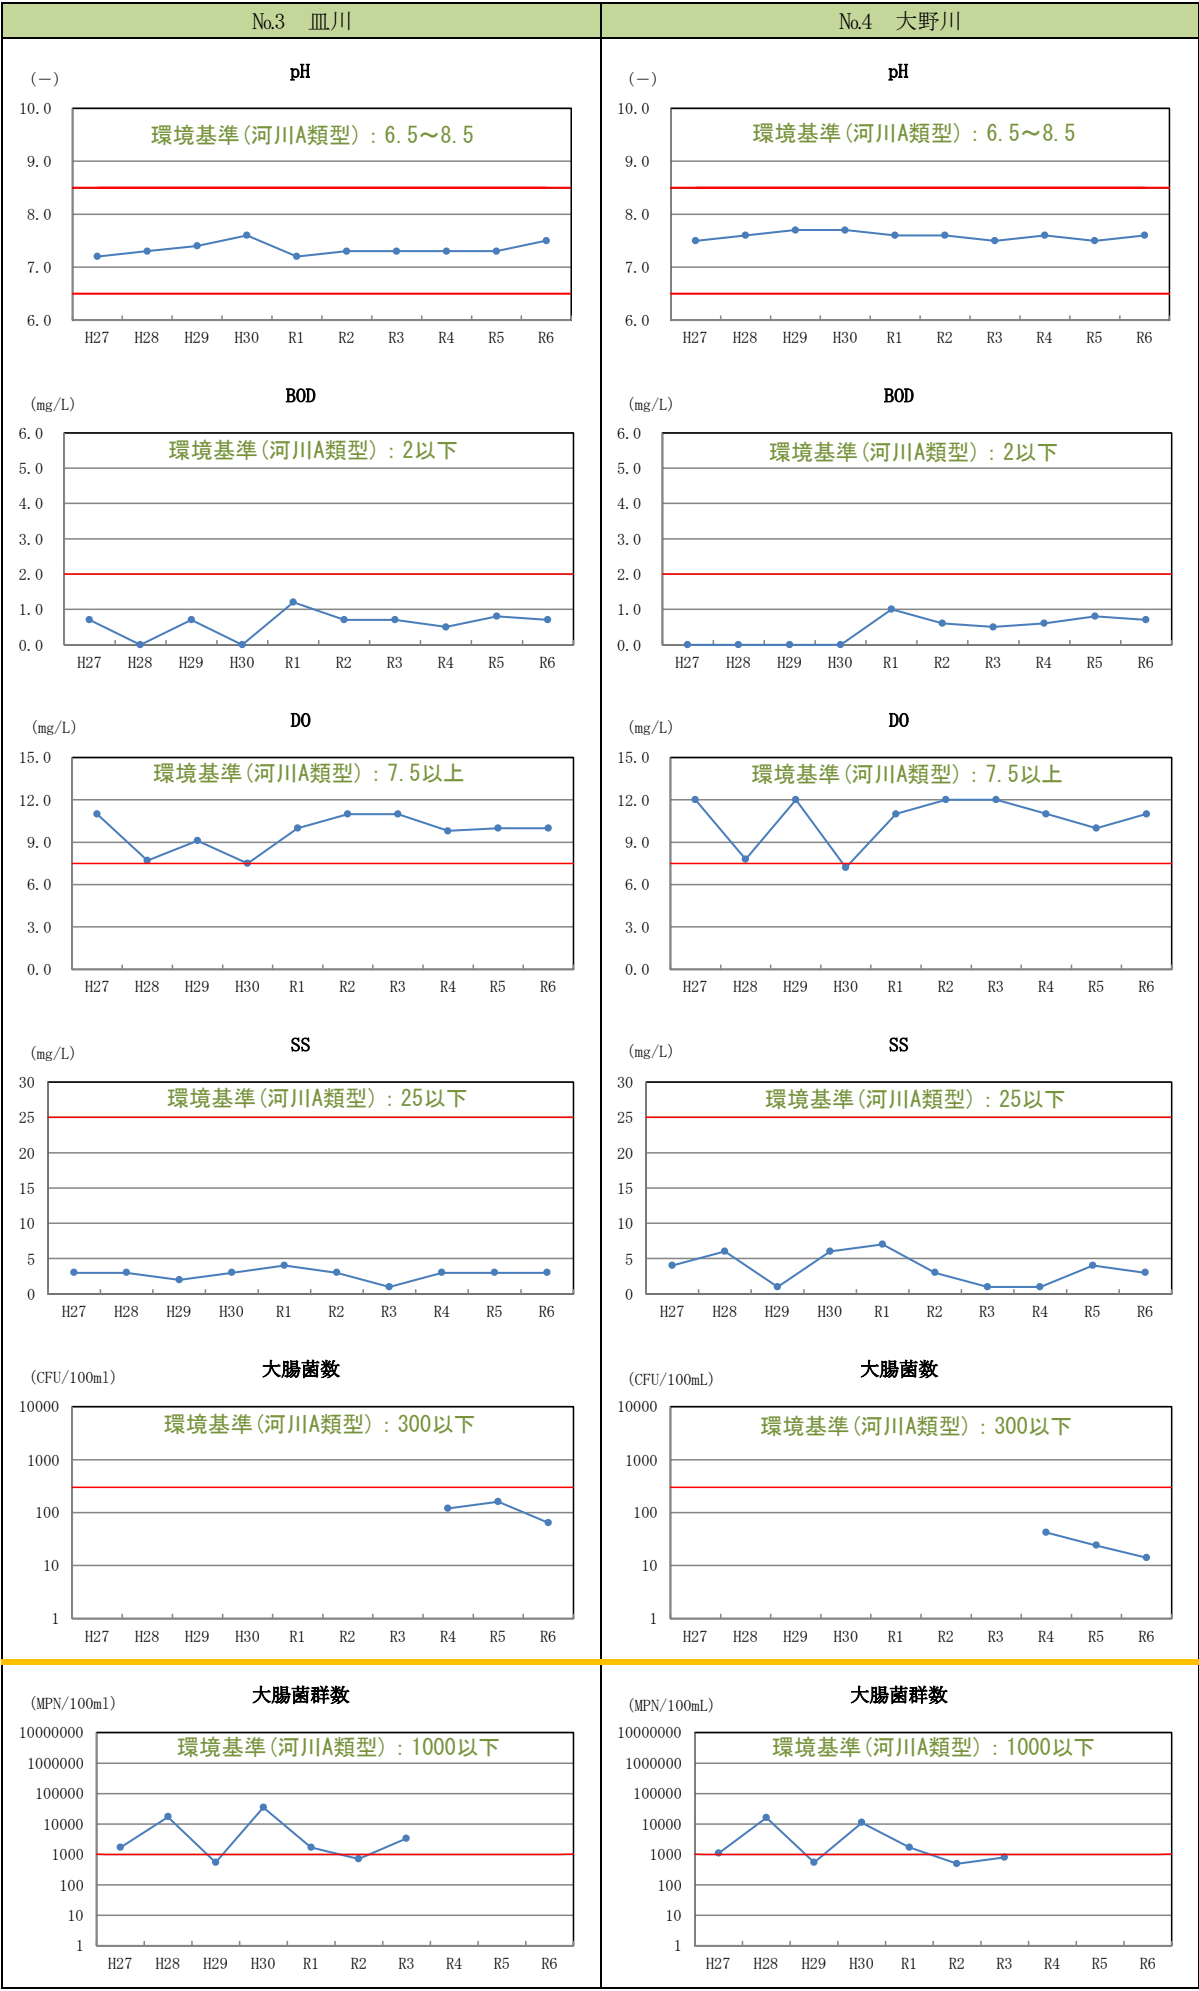 №3　皿川
№4　大野川
pH
(－)
環境基準(河川A類型)：6.5～8.5
10.0
9.0
8.0
7.0
6.0
H27 H28 H29 H30 R1 R2 R3 R4 R5 R6
pH
(－)
環境基準(河川A類型)：6.5～8.5
10.0
9.0
8.0
7.0
6.0
H27 H28 H29 H30 R1 R2 R3 R4 R5 R6
BOD
(mg/L)
環境基準(河川A類型)：2以下
6.0
5.0
4.0
3.0
2.0
1.0
0.0
H27 H28 H29 H30 R1 R2 R3 R4 R5 R6
BOD
(mg/L)
環境基準(河川A類型)：2以下
6.0
5.0
4.0
3.0
2.0
1.0
0.0
H27 H28 H29 H30 R1 R2 R3 R4 R5 R6
DO
(mg/L)
環境基準(河川A類型)：7.5以上
15.0
12.0
9.0
6.0
3.0
0.0
H27 H28 H29 H30 R1 R2 R3 R4 R5 R6
DO
(mg/L)
環境基準(河川A類型)：7.5以上
15.0
12.0
9.0
6.0
3.0
0.0
H27 H28 H29 H30 R1 R2 R3 R4 R5 R6
SS
(mg/L)
環境基準(河川A類型)：25以下
30
25
20
15
10
5
0
H27 H28 H29 H30 R1 R2 R3 R4 R5 R6
SS
(mg/L)
環境基準(河川A類型)：25以下
30
25
20
15
10
5
0
H27 H28 H29 H30 R1 R2 R3 R4 R5 R6
大腸菌数
(CFU/100ml)
環境基準(河川A類型)：300以下
10000
1000
100
10
1
H27 H28 H29 H30 R1 R2 R3 R4 R5 R6
大腸菌数
(CFU/100mL)
環境基準(河川A類型)：300以下
10000
1000
100
10
1
H27 H28 H29 H30 R1 R2 R3 R4 R5 R6
大腸菌群数
(MPN/100ml)
環境基準(河川A類型)：1000以下
10000000
1000000
100000
10000
1000
100
10
1
H27 H28 H29 H30 R1 R2 R3 R4 R5 R6
大腸菌群数
(MPN/100mL)
環境基準(河川A類型)：1000以下
10000000
1000000
100000
10000
1000
100
10
1
H27 H28 H29 H30 R1 R2 R3 R4 R5 R6